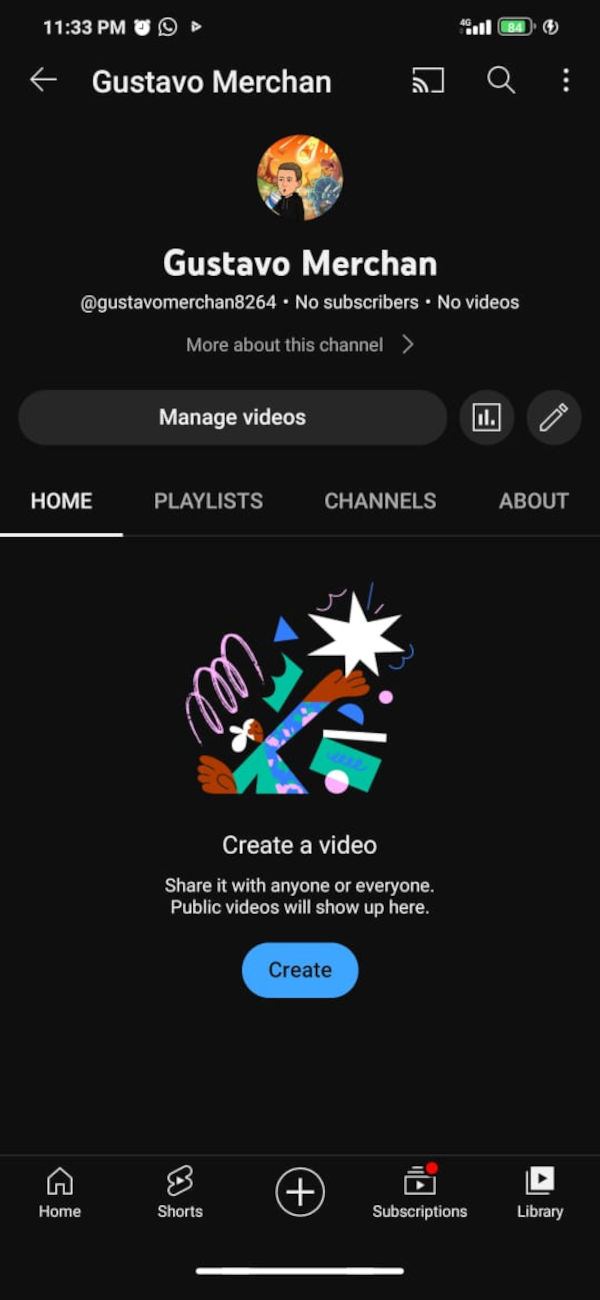 11:33 PM
4G 84
Gustavo Merchan
Gustavo Merchan
@gustavomerchan8264 • No subscribers • No videos
More about this channel
Manage videos
HOME PLAYLISTS CHANNELS ABOUT
Create a video
Share it with anyone or everyone.
Public videos will show up here.
Create
Home Shorts Subscriptions Library